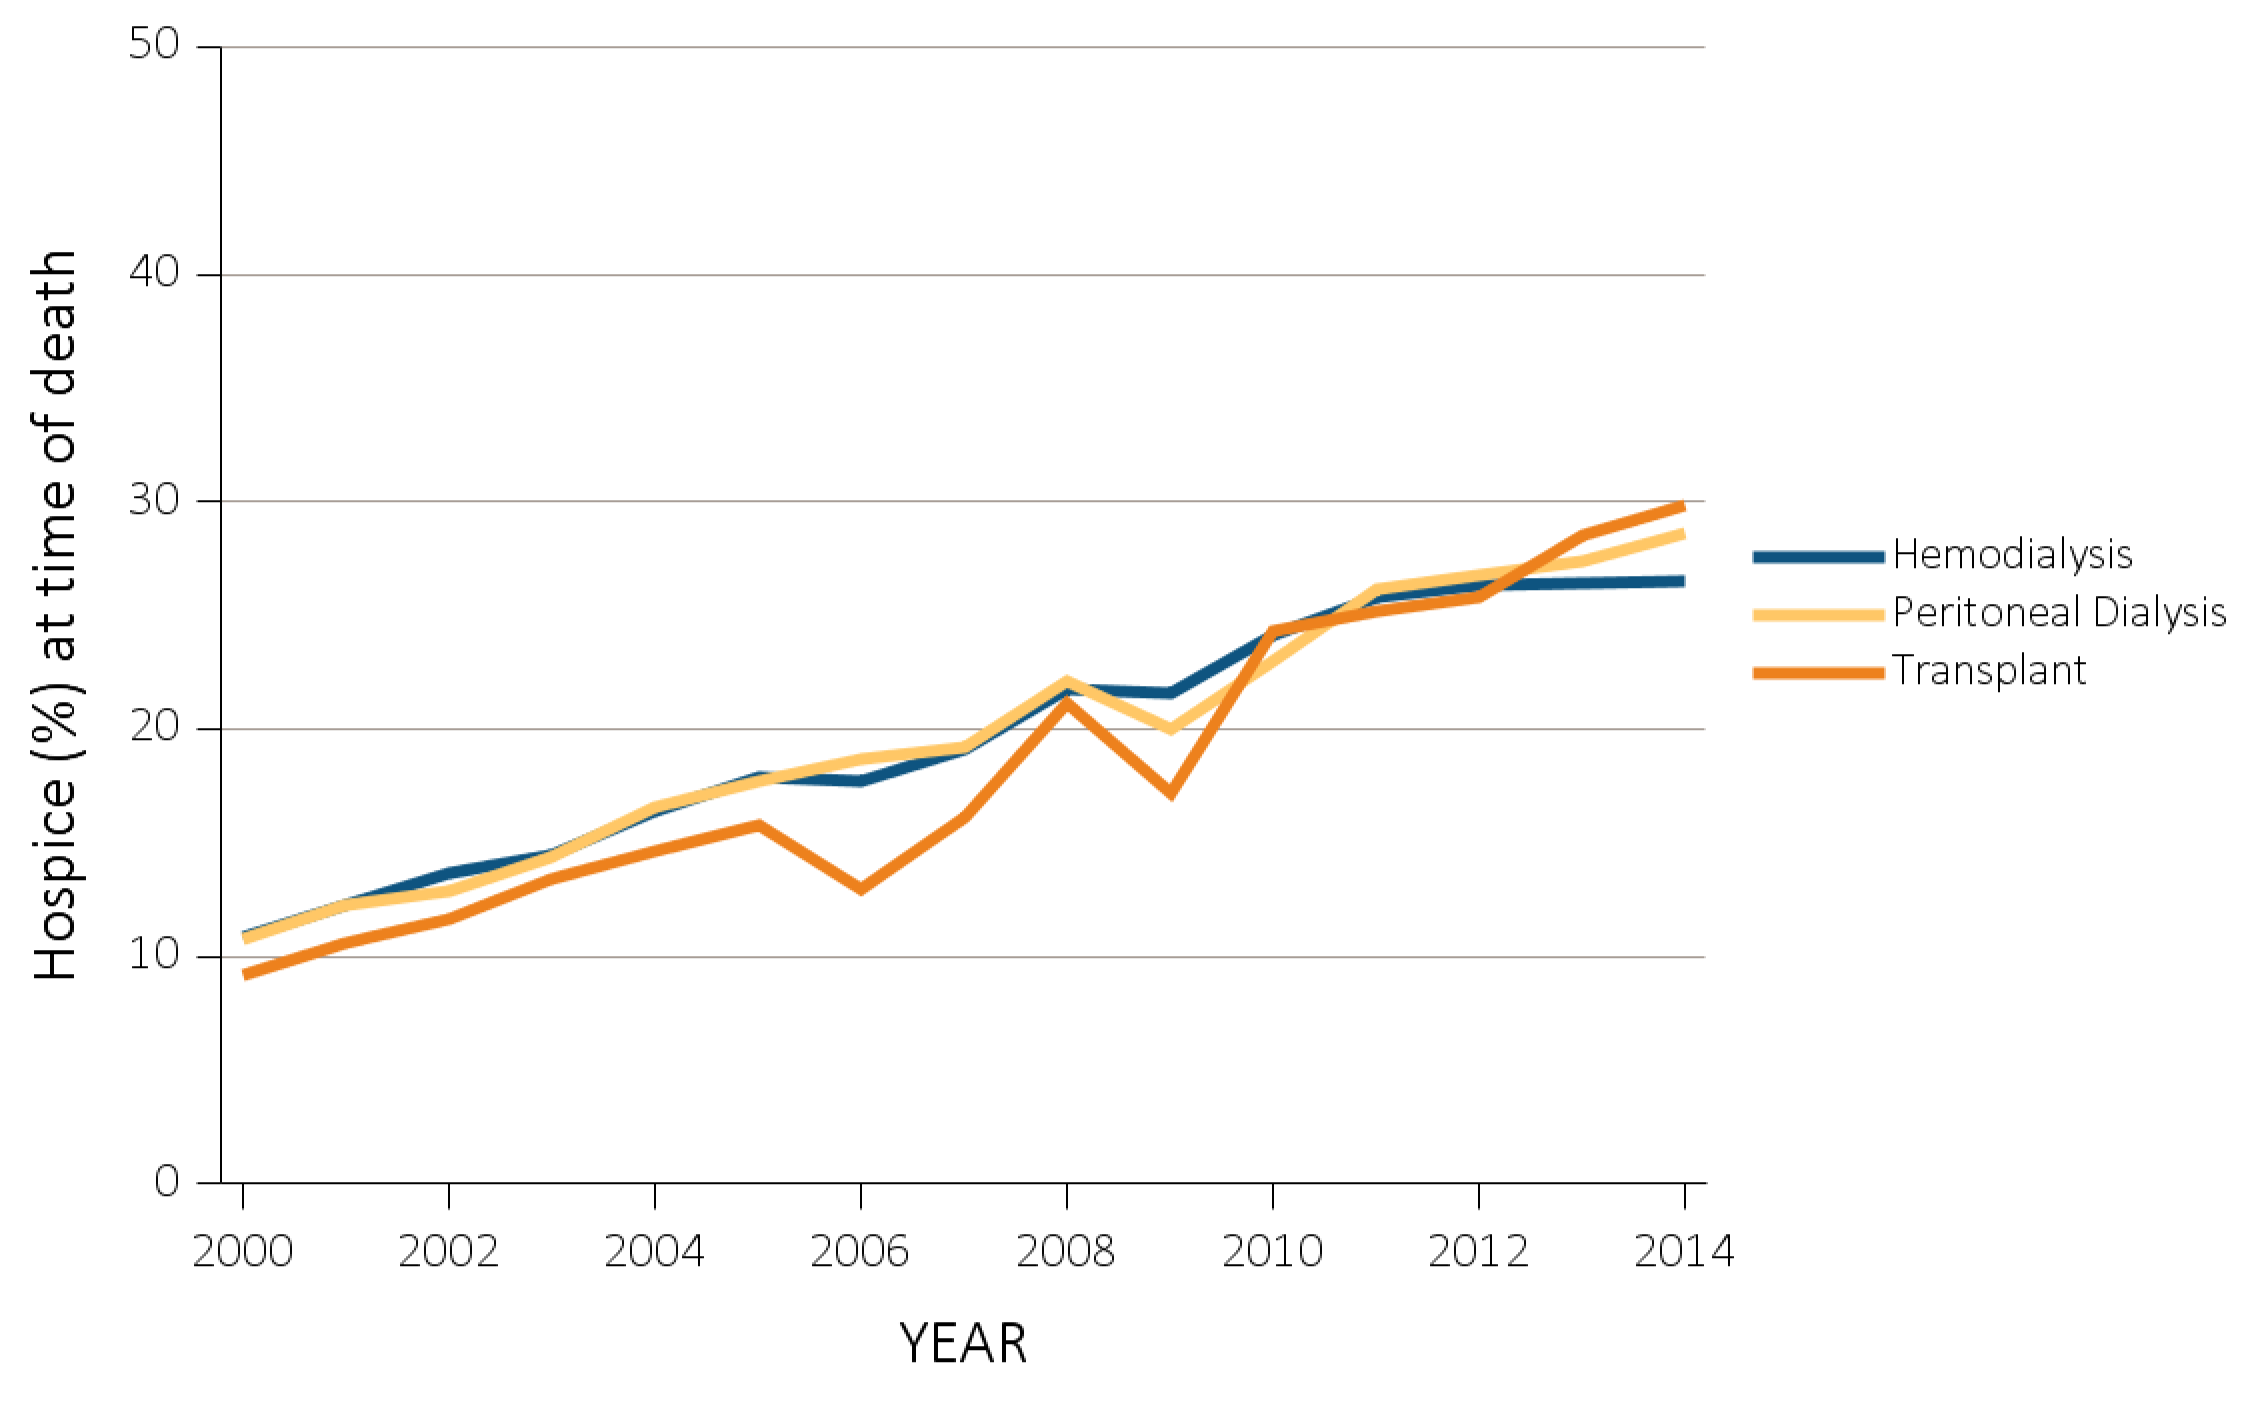 Hospice (%) at time of death
50
40
30
20
10
0
2000 2002 2004 2006 2008 2010 2012 2014
YEAR
Hemodialysis
Peritoneal Dialysis
Transplant